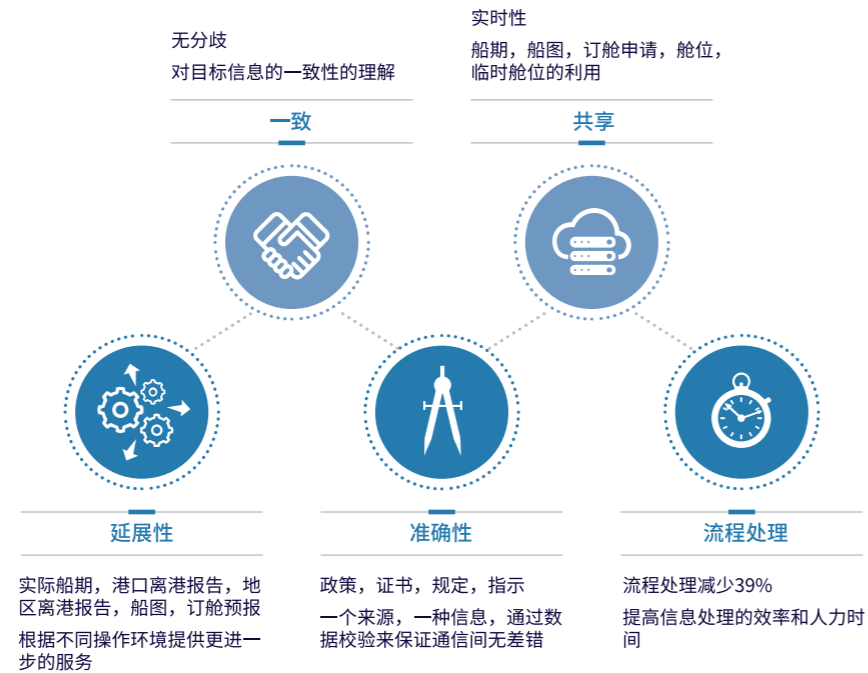 无分歧
对目标信息的一致性的理解
一致
实时性
船期，船图，订舱申请，舱位，
临时舱位的利用
共享
延展性
实际船期，港口离港报告，地
区离港报告，船图，订舱预报
根据不同操作环境提供更进一
步的服务
准确性
政策，证书，规定，指示
一个来源，一种信息，通过数
据校验来保证通信间无差错
流程处理
流程处理减少39%
提高信息处理的效率和人力时
间